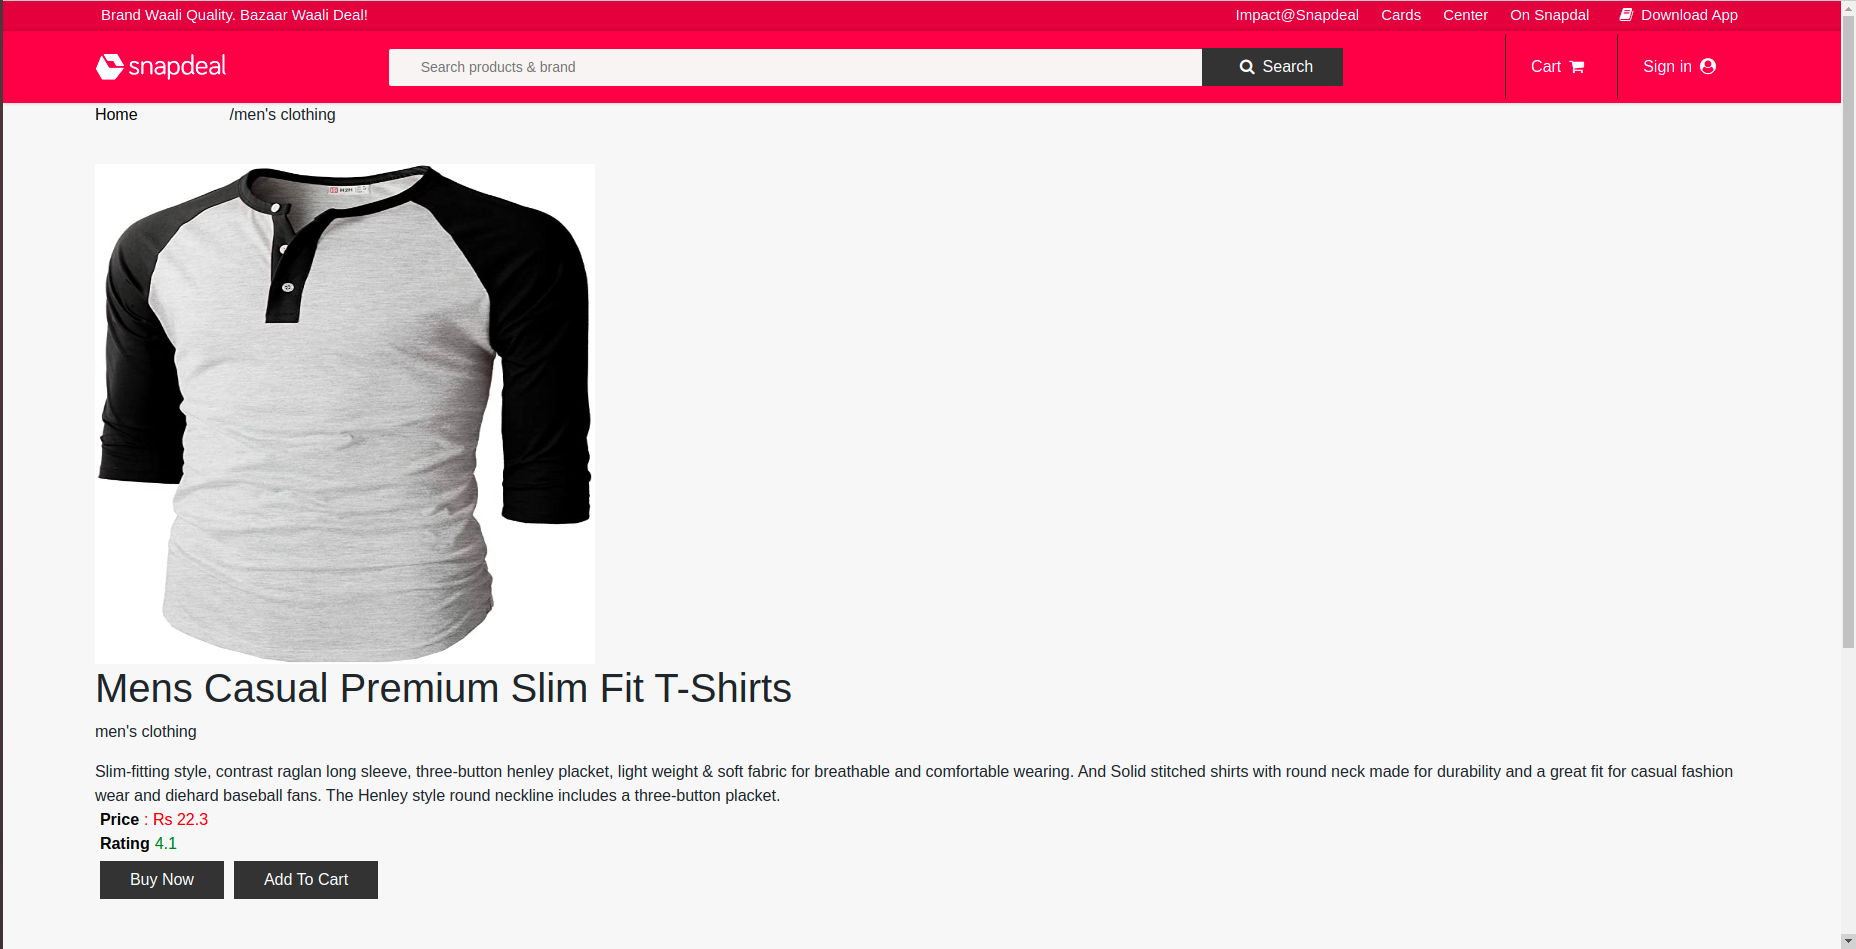 Brand Waali Quality. Bazaar Waali Deal!
Impact@Snapdeal Cards Center On Snapdal Download App
snapdeal
Search products & brand
Search
Cart
Sign in
Home /men's clothing
Mens Casual Premium Slim Fit T-Shirts
men's clothing
Slim-fitting style, contrast raglan long sleeve, three-button henley placket, light weight & soft fabric for breathable and comfortable wearing. And Solid stitched shirts with round neck made for durability and a great fit for casual fashion
wear and diehard baseball fans. The Henley style round neckline includes a three-button placket.
Price : Rs 22.3
Rating 4.1
Buy Now
Add To Cart